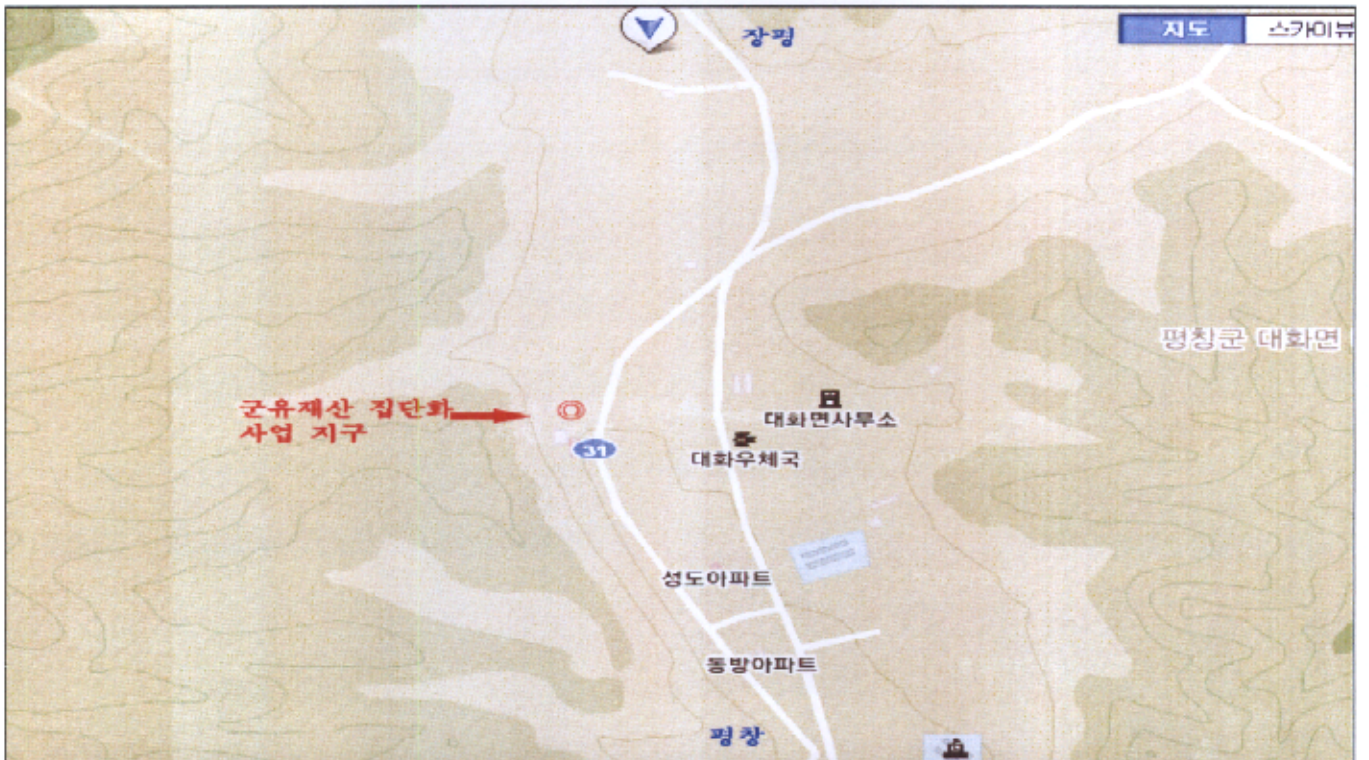 장평
지도
스카이뷰
평창군 대화면
군유재산 집단화
사업 지구
대화면사무소
31
대화우체국
성도아파트
동방아파트
평창